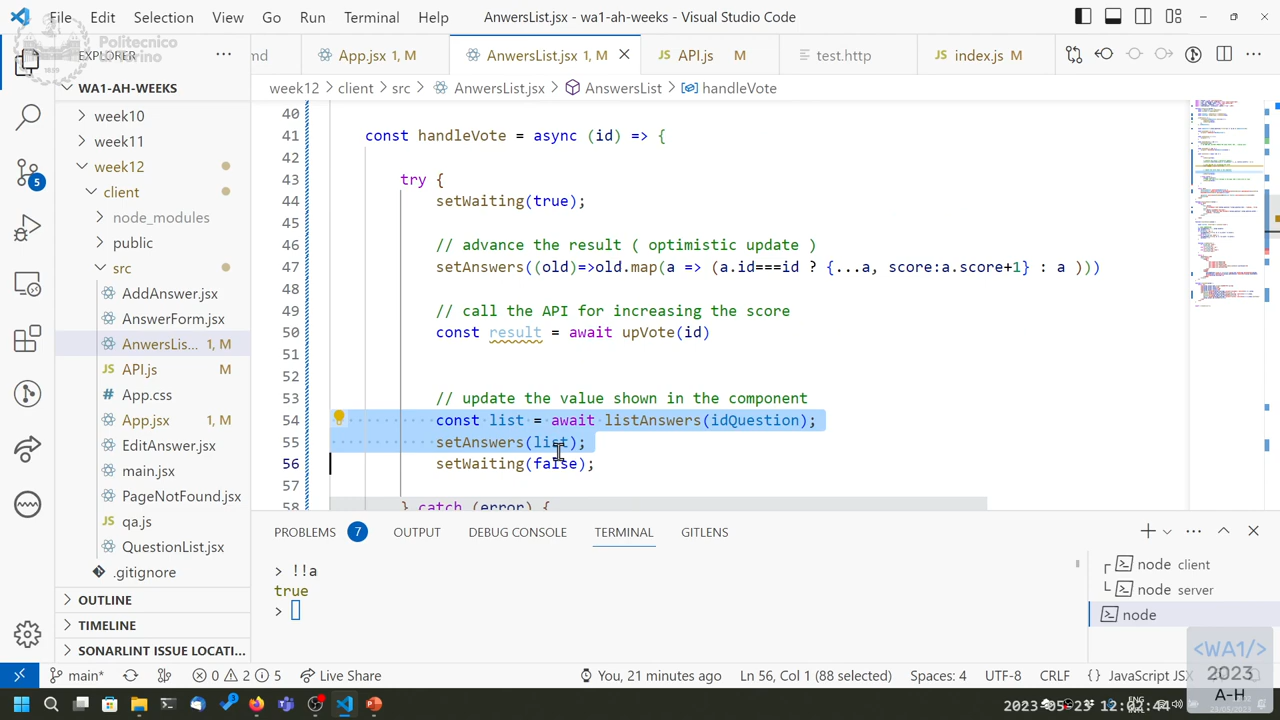 File Edit Selection View Go Run Terminal Help AnwersList.jsx - wa1-ah-weeks - Visual Studio Code
Politecnico
EXPLORER
WA1-AH-WEEKS
week10
week11
week12
client
node_modules
public
src
AddAnswer.jsx
AnswerForm.jsx
AnwersLis... 1, M
API.js M
App.css
App.jsx 1, M
EditAnswer.jsx
main.jsx
PageNotFound.jsx
qa.js
QuestionList.jsx
.gitignore
OUTLINE
TIMELINE
SONARLINT ISSUE LOCATI...
5
md App.jsx 1, M AnwersList.jsx 1, M API.js M test.http index.js M
week12 > client > src > AnwersList.jsx > AnwersList > handleVote
40
41 const handleVote = async (id) => {
42
43 try {
44 setWaiting(true);
45
46 // advance the result ( optimistic update )
47 setAnswers((old)=>old.map(a => (a.id===id ? {...a, score:a.score+1} : a )))
48
49 // call the API for increasing the score
50 const result = await upVote(id)
51
52
53 // update the value shown in the component
54 const list = await listAnswers(idQuestion);
55 setAnswers(list);
56 setWaiting(false);
57
58 } catch (error) {
PROBLEMS 7 OUTPUT DEBUG CONSOLE TERMINAL GITLENS
> !!a
true
>
node client
node server
node
<WA1/>
2023
A-H
main* 0 2 5 Live Share You, 21 minutes ago Ln 56, Col 1 (88 selected) Spaces: 4 UTF-8 CRLF { } JavaScript JSX